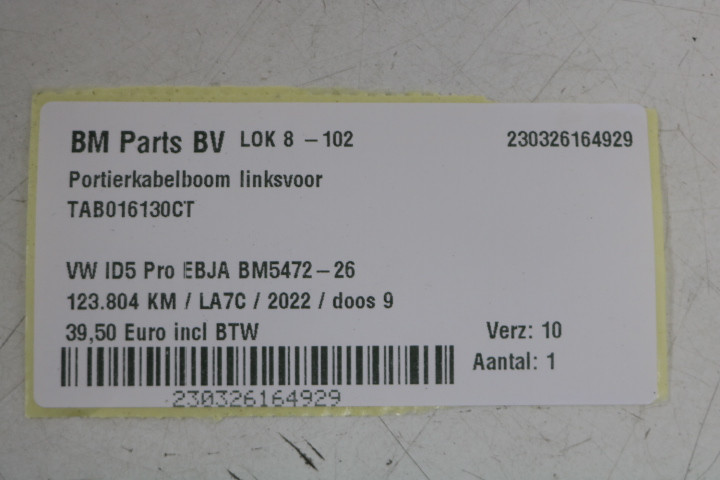 BM Parts BV LOK 8 - 102 230326164929
Portierkabelboom linksvoor
TAB016130CT
VW ID5 Pro EBJA BM5472-26
123.804 KM / LA7C / 2022 / doos 9
39,50 Euro incl BTW Verz: 10
Aantal: 1
230326164929